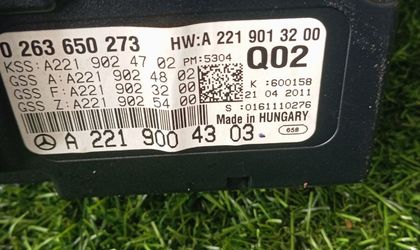 0 263 650 273 HW:A 221 901 32 00
KSS:A221 902 47 02 PM:5304 Q02
GSS A:A221 902 48 02
GSS F:A221 902 32 00 K :600158
GSS Z:A221 902 54 00 21 04 2011
S :0161110276
A 221 900 43 03. Made in HUNGARY
658